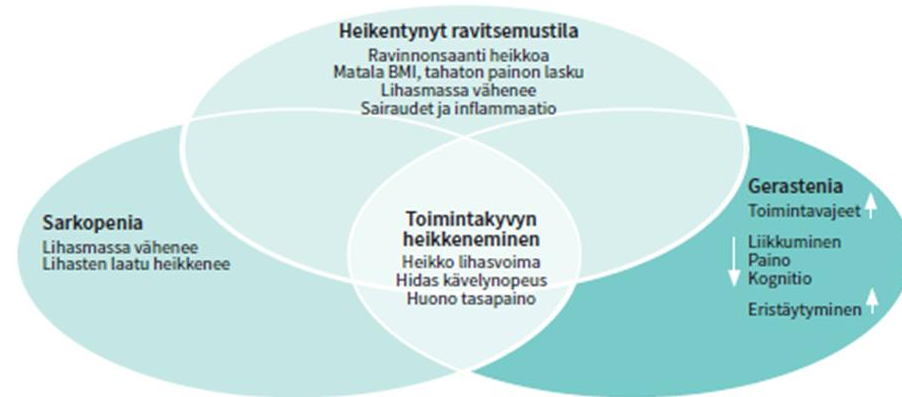 Heikentynyt ravitsemustila
Ravinnonsaanti heikkoa
Matala BMI, tahaton painon lasku
Lihasmassa vähenee
Sairaudet ja inflammaatio
Sarkopenia
Lihasmassa vähenee
Lihasten laatu heikkenee
Toimintakyvyn
heikkeneminen
Heikko lihasvoima
Hidas kävelynopeus
Huono tasapaino
Gerastenia
Toimintavajeet
Liikkuminen
Paino
Kognitio
Eristäytyminen